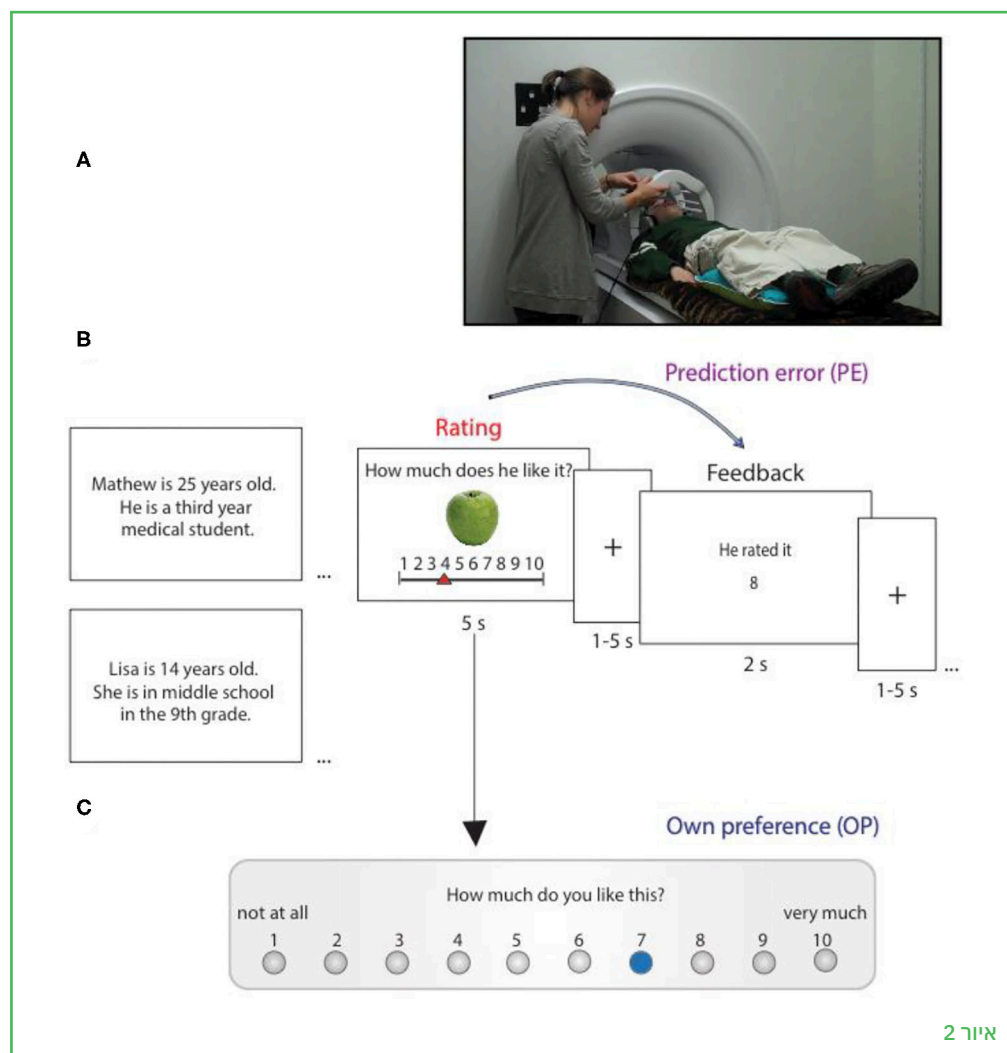 A
B
Prediction error (PE)
Rating
Mathew is 25 years old.
He is a third year
medical student.
...
How much does he like it?
1 2 3 4 5 6 7 8 9 10
5 s
+
1-5 s
Feedback
He rated it
8
2 s
+
1-5 s
...
Lisa is 14 years old.
She is in middle school
in the 9th grade.
...
C
Own preference (OP)
How much do you like this?
not at all
very much
1 2 3 4 5 6 7 8 9 10
איור 2